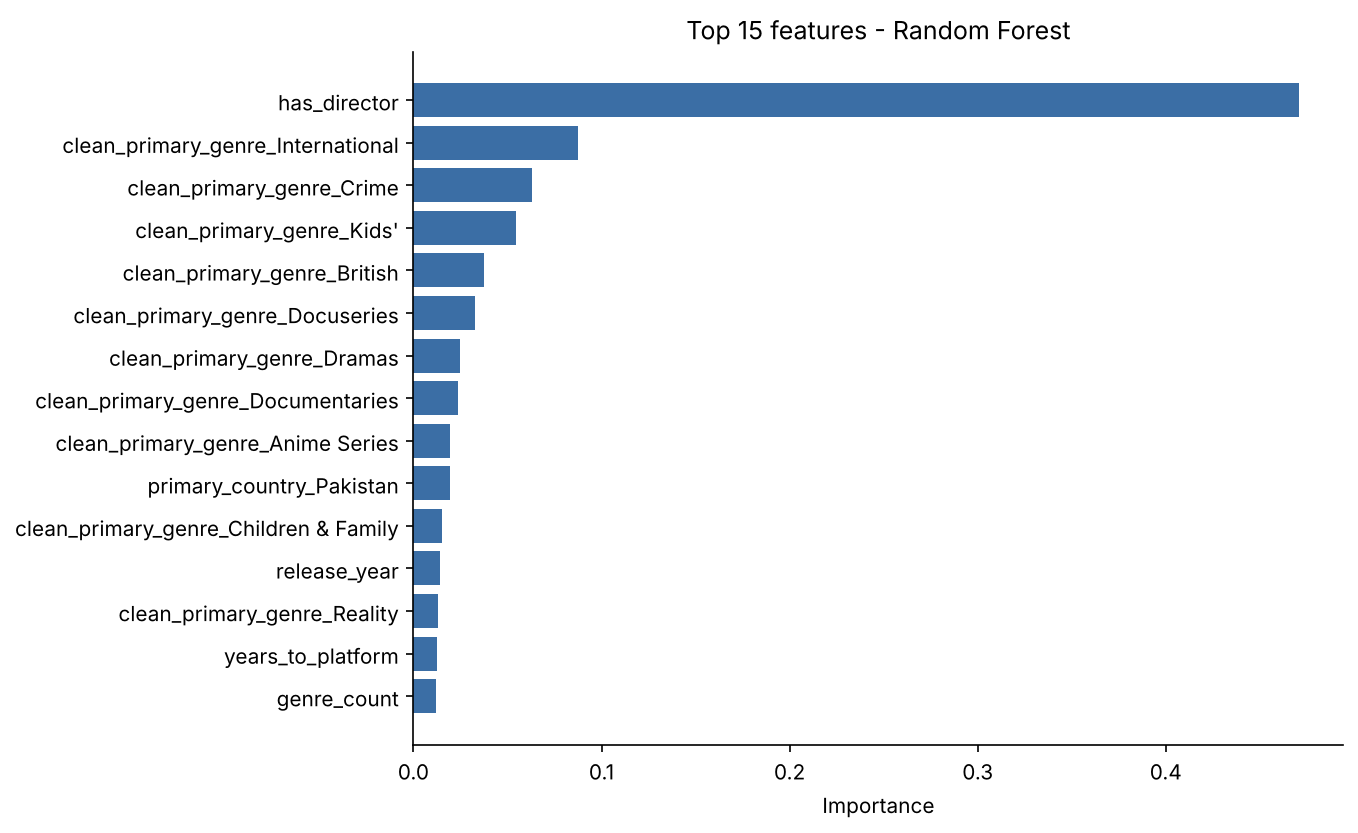 Top 15 features - Random Forest
has_director
clean_primary_genre_International
clean_primary_genre_Crime
clean_primary_genre_Kids'
clean_primary_genre_British
clean_primary_genre_Docuseries
clean_primary_genre_Dramas
clean_primary_genre_Documentaries
clean_primary_genre_Anime Series
primary_country_Pakistan
clean_primary_genre_Children & Family
release_year
clean_primary_genre_Reality
years_to_platform
genre_count
0.0 0.1 0.2 0.3 0.4
Importance